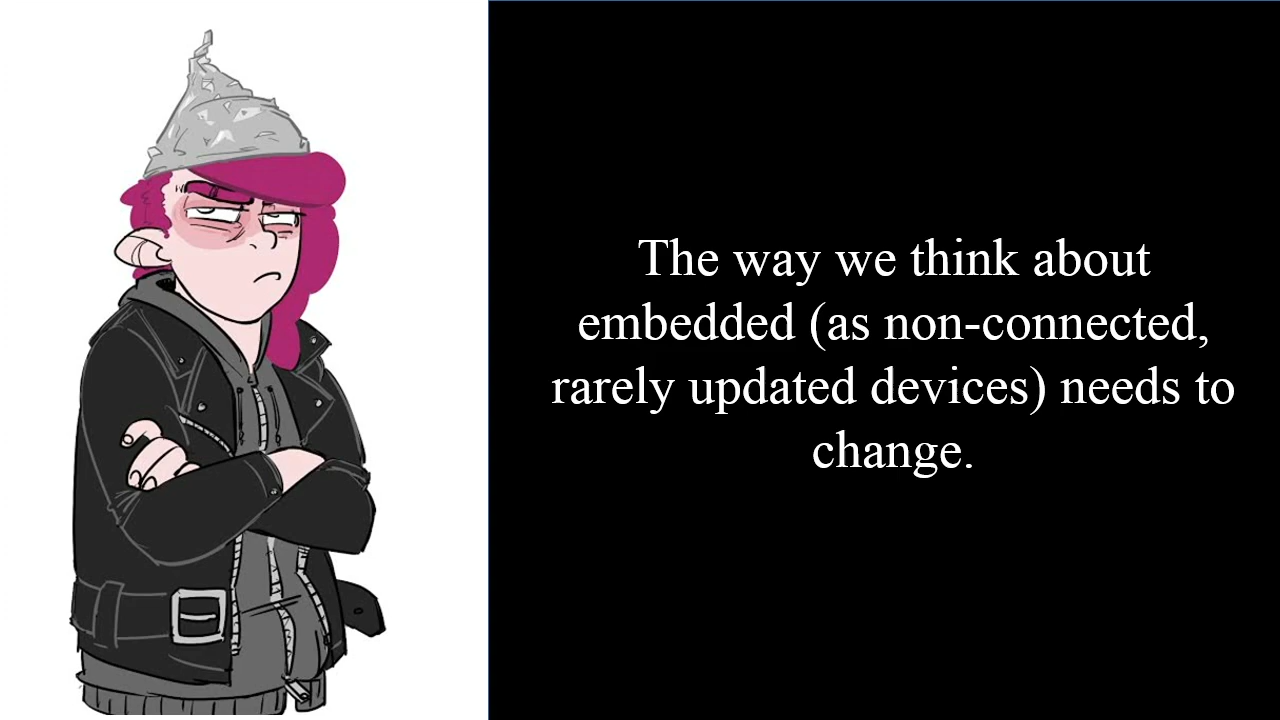 The way we think about
embedded (as non-connected,
rarely updated devices) needs to
change.